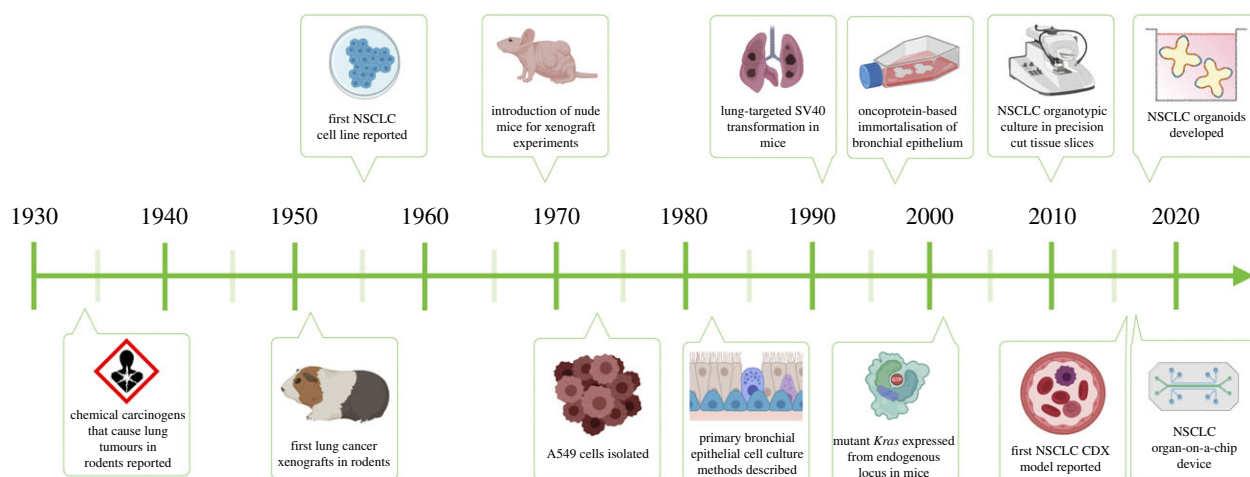 first NSCLC
cell line reported
introduction of nude
mice for xenograft
experiments
lung-targeted SV40
transformation in
mice
oncoprotein-based
immortalisation of
bronchial epithelium
NSCLC organotypic
culture in precision
cut tissue slices
NSCLC organoids
developed
1930 1940 1950 1960 1970 1980 1990 2000 2010 2020
chemical carcinogens
that cause lung
tumours in
rodents reported
first lung cancer
xenografts in rodents
A549 cells isolated
primary bronchial
epithelial cell culture
methods described
GTP
mutant Kras expressed
from endogenous
locus in mice
first NSCLC CDX
model reported
NSCLC
organ-on-a-chip
device